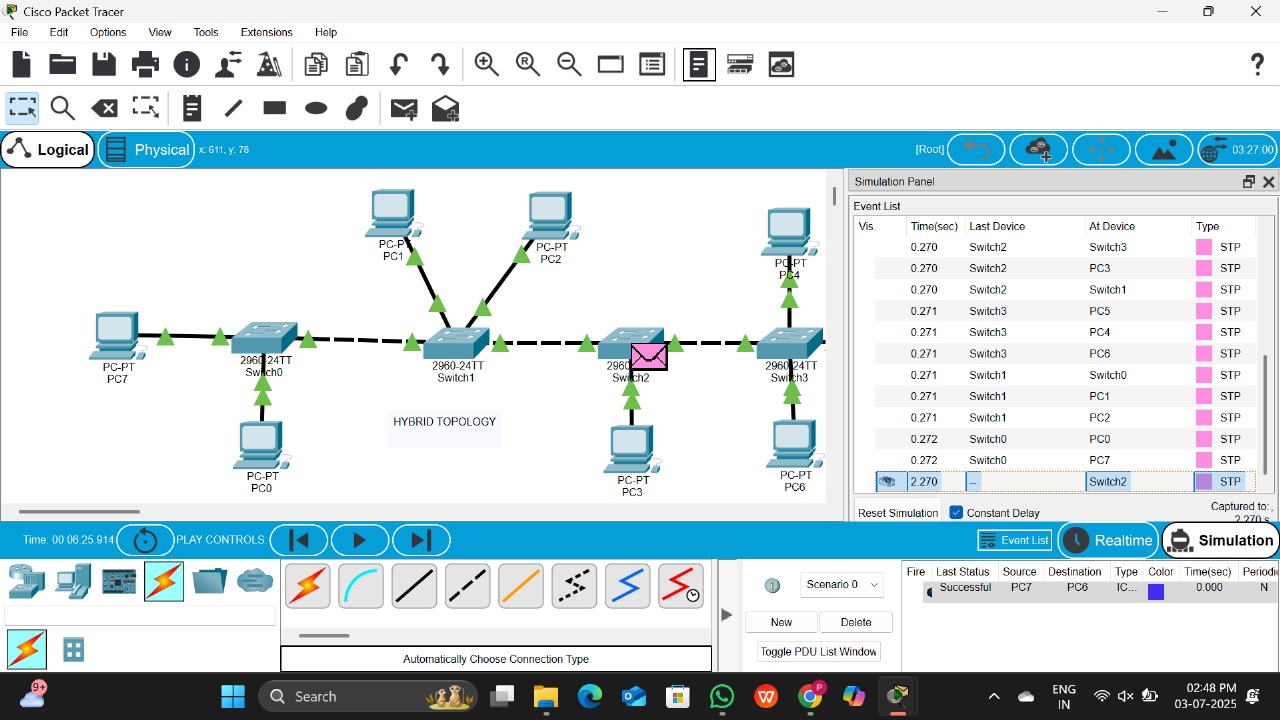 Cisco Packet Tracer
File Edit Options View Tools Extensions Help
Logical Physical x: 611, y: 78 [Root] 03:27:00
Simulation Panel
Event List
Vis. Time(sec) Last Device At Device Type
0.270 Switch2 Switch3 STP
0.270 Switch2 PC3 STP
0.270 Switch2 Switch1 STP
0.271 Switch3 PC5 STP
0.271 Switch3 PC4 STP
0.271 Switch3 PC6 STP
0.271 Switch1 Switch0 STP
0.271 Switch1 PC1 STP
0.271 Switch1 PC2 STP
0.272 Switch0 PC0 STP
0.272 Switch0 PC7 STP
2.270 -- Switch2 STP
Reset Simulation Constant Delay Captured to:
2.270 s
PC-PT
PC1
PC-PT
PC2
PC-PT
PC4
PC-PT
PC7
2960-24TT
Switch0
2960-24TT
Switch1
2960
Switch2
2960-24TT
Switch3
HYBRID TOPOLOGY
PC-PT
PC0
PC-PT
PC3
PC-PT
PC6
Time: 00:06:25.914 PLAY CONTROLS: Event List Realtime Simulation
Scenario 0
New Delete
Toggle PDU List Window
Fire Last Status Source Destination Type Color Time(sec) Periodic
Successful PC7 PC6 IC... 0.000 N
Automatically Choose Connection Type
9+ Search ENG
IN
02:48 PM
03-07-2025